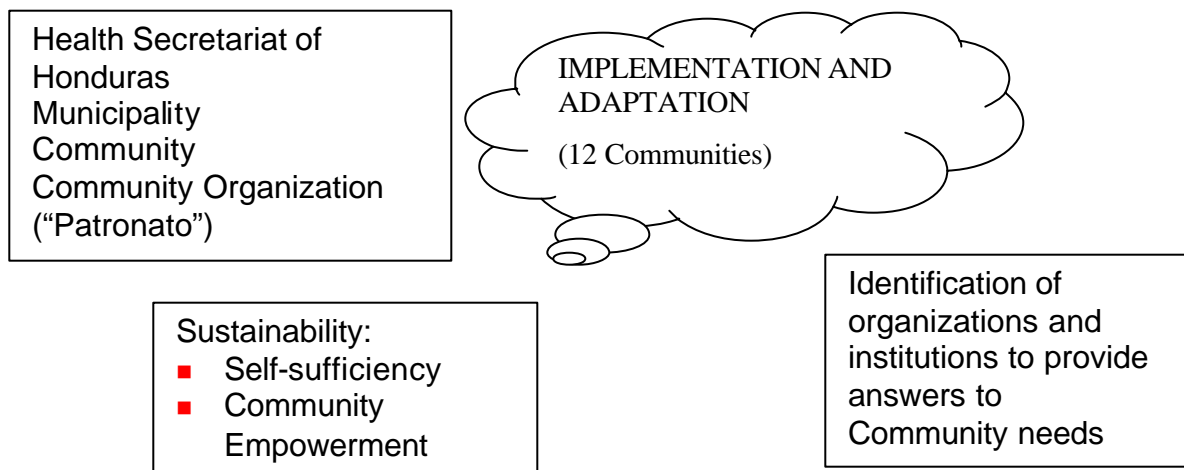 Health Secretariat of
Honduras
Municipality
Community
Community Organization
(“Patronato”)
IMPLEMENTATION AND
ADAPTATION
(12 Communities)
Sustainability:
Self-sufficiency
Community
Empowerment
Identification of
organizations and
institutions to provide
answers to
Community needs